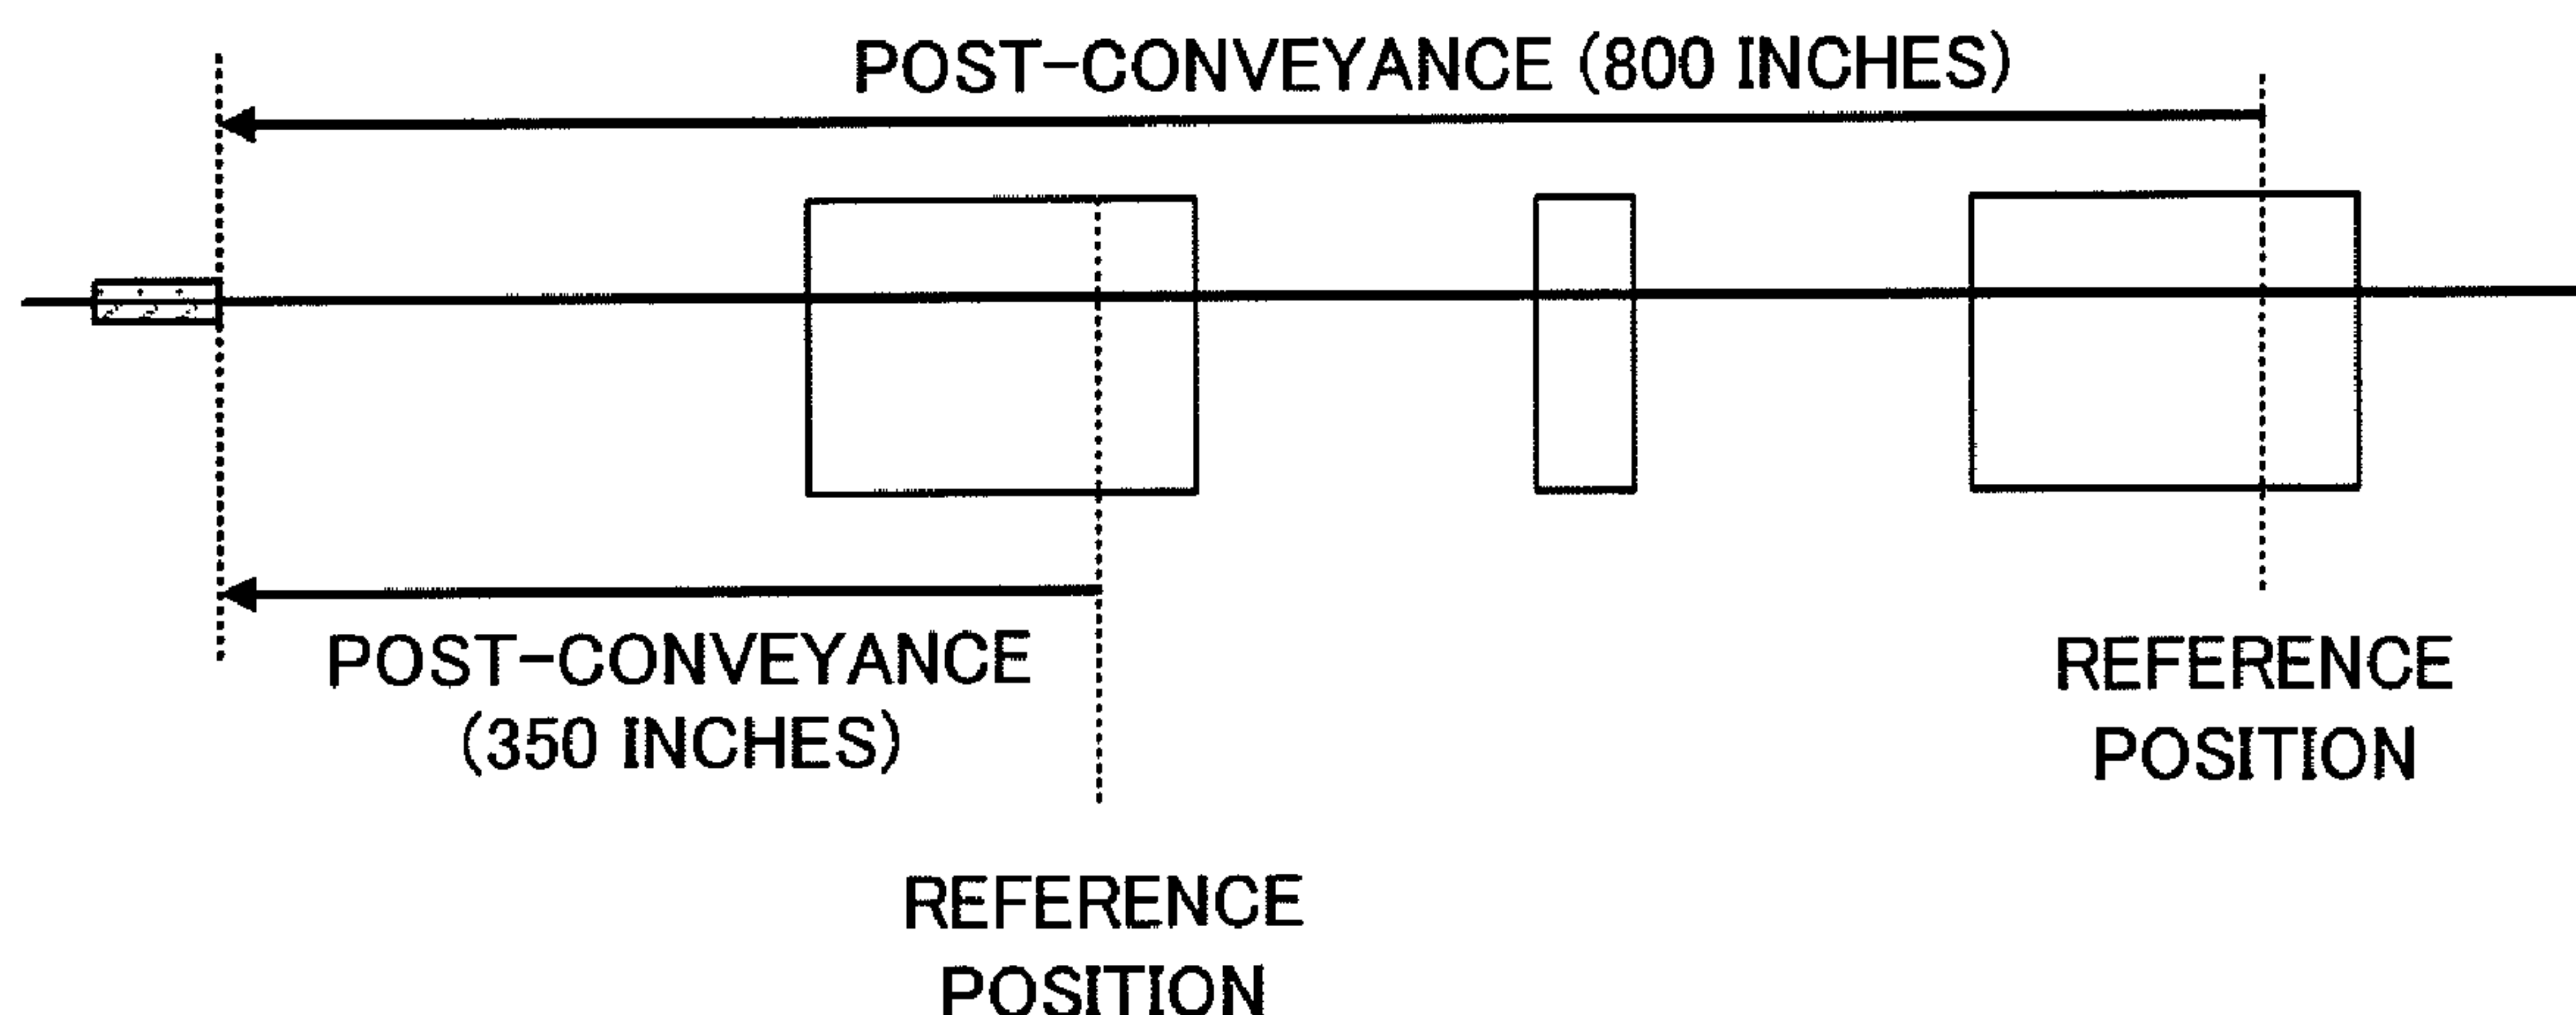 POST-CONVEYANCE (800 INCHES)
POST-CONVEYANCE
(350 INCHES)
REFERENCE
POSITION
REFERENCE
POSITION